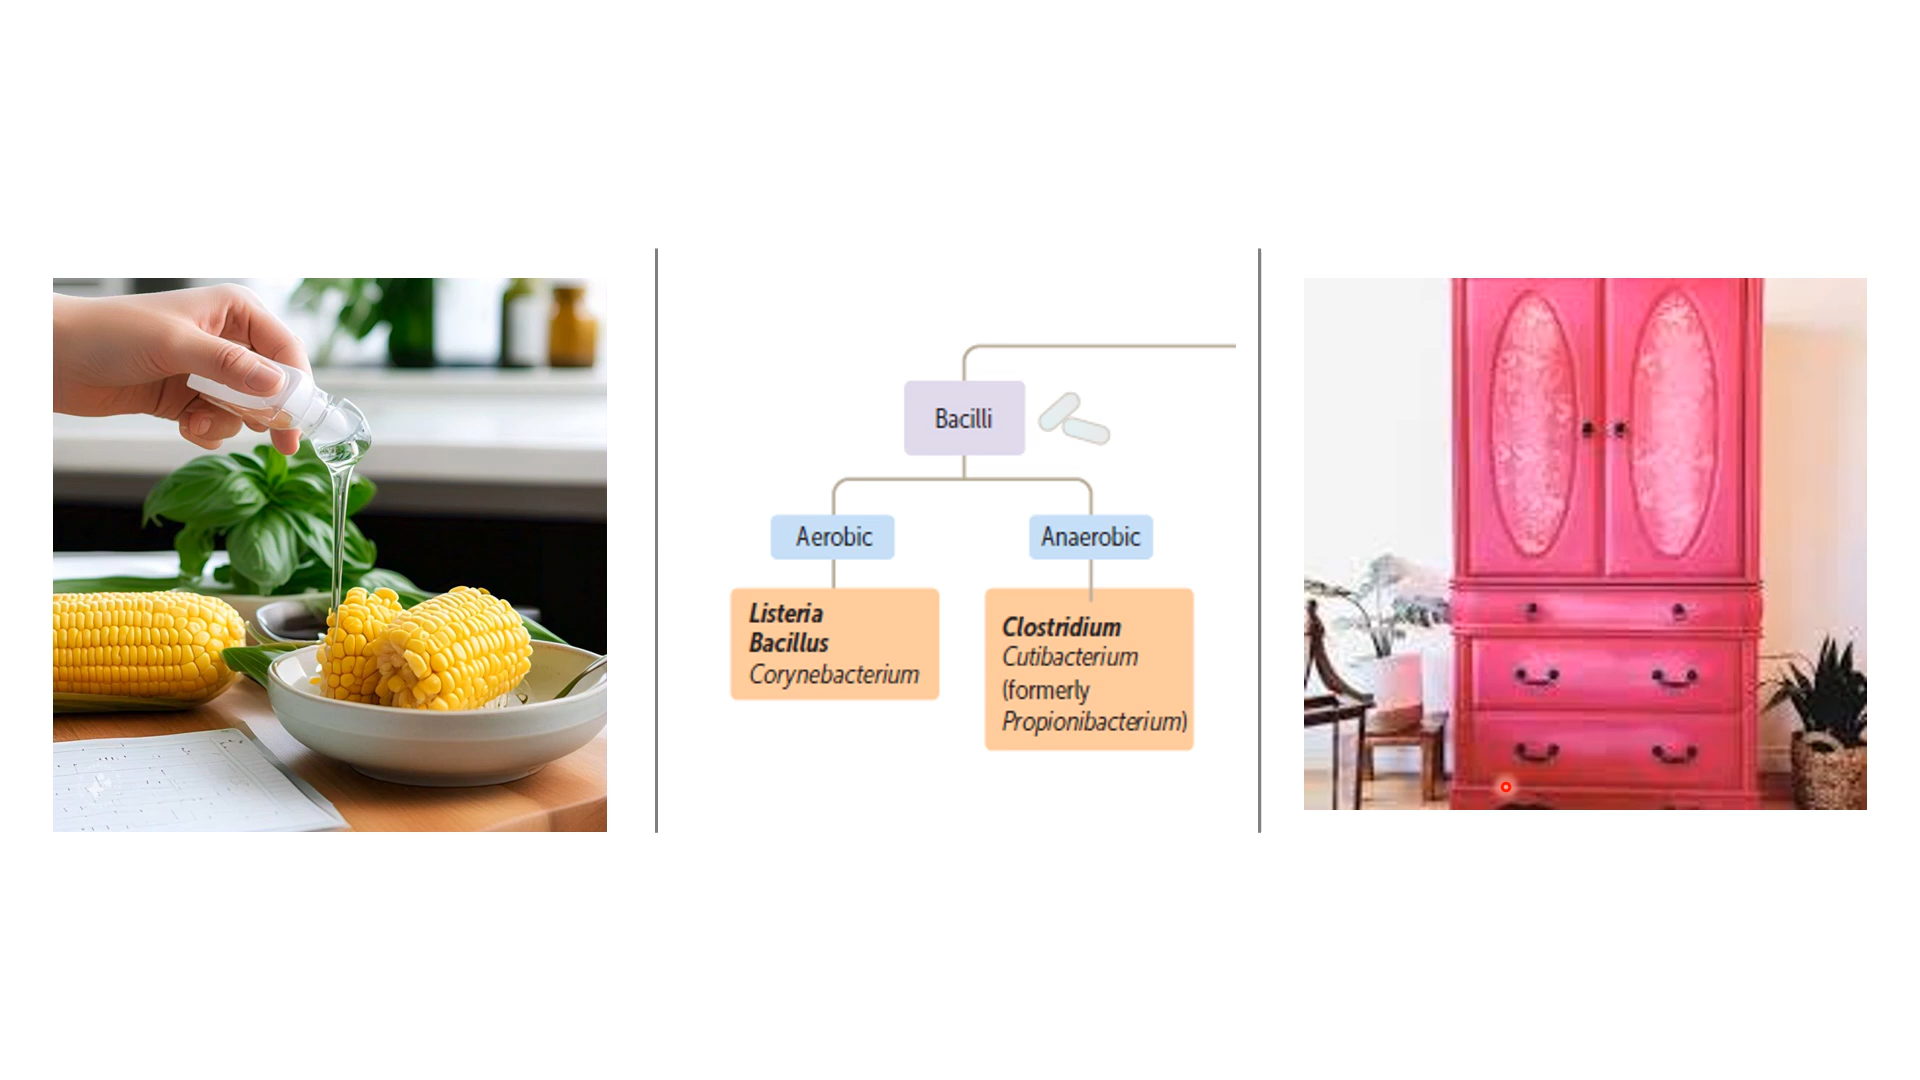 Bacilli
Aerobic
Anaerobic
Listeria
Bacillus
Corynebacterium
Clostridium
Cutibacterium
(formerly
Propionibacterium)